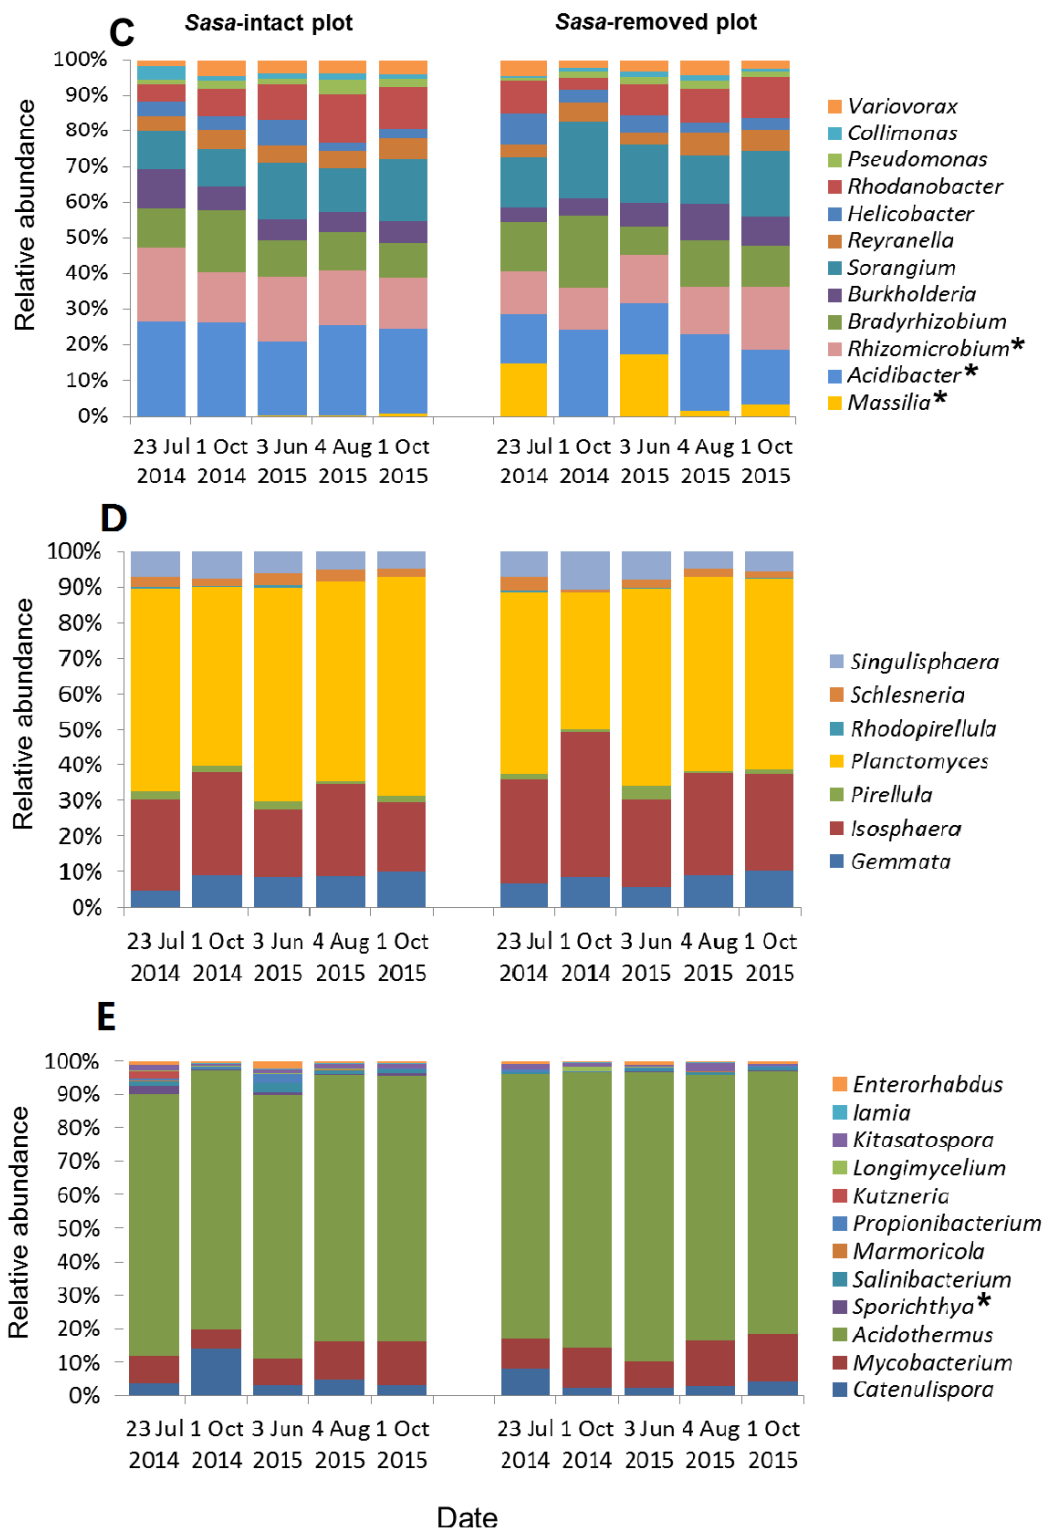 C
Sasa-intact plot
Sasa-removed plot
Relative abundance
100%
90%
80%
70%
60%
50%
40%
30%
20%
10%
0%
23 Jul 1 Oct 3 Jun 4 Aug 1 Oct
2014 2014 2015 2015 2015
23 Jul 1 Oct 3 Jun 4 Aug 1 Oct
2014 2014 2015 2015 2015
Variovorax
Collimonas
Pseudomonas
Rhodanobacter
Helicobacter
Reyranella
Sorangium
Burkholderia
Bradyrhizobium
Rhizomicrobium*
Acidibacter*
Massilia*
D
Relative abundance
100%
90%
80%
70%
60%
50%
40%
30%
20%
10%
0%
23 Jul 1 Oct 3 Jun 4 Aug 1 Oct
2014 2014 2015 2015 2015
23 Jul 1 Oct 3 Jun 4 Aug 1 Oct
2014 2014 2015 2015 2015
Singulisphaera
Schlesneria
Rhodopirellula
Planctomyces
Pirellula
Isosphaera
Gemmata
E
Relative abundance
100%
90%
80%
70%
60%
50%
40%
30%
20%
10%
0%
23 Jul 1 Oct 3 Jun 4 Aug 1 Oct
2014 2014 2015 2015 2015
23 Jul 1 Oct 3 Jun 4 Aug 1 Oct
2014 2014 2015 2015 2015
Enterorhabdus
Iamia
Kitasatospora
Longimycelium
Kutzneria
Propionibacterium
Marmoricola
Salinibacterium
Sporichthya*
Acidothermus
Mycobacterium
Catenulispora
Date